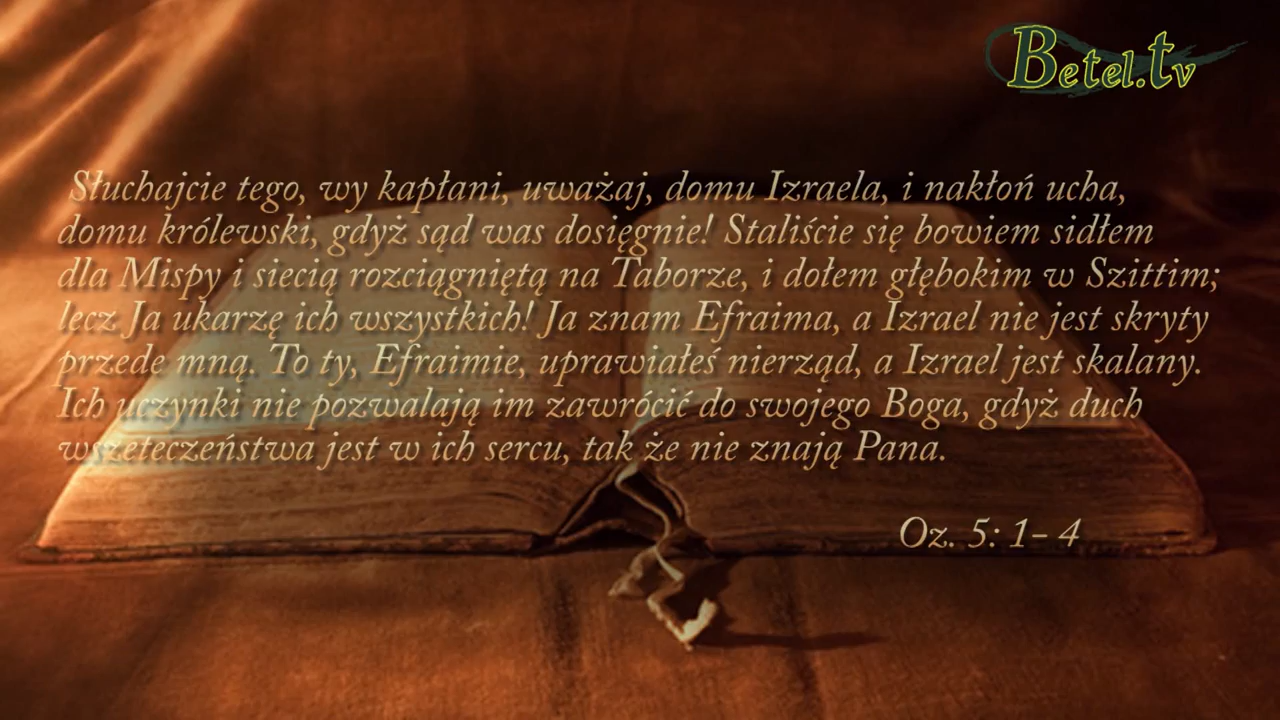 Betel.tv
Słuchajcie tego, wy kapłani, uważaj, domu Izraela, i nakłoń ucha,
domu królewski, gdyż sąd was dosięgnie! Staliście się bowiem sidłem
dla Mispy i siecią rozciągniętą na Taborze, i dołem głębokim w Szittim;
lecz Ja ukarzę ich wszystkich! Ja znam Efraima, a Izrael nie jest skryty
przede mną. To ty, Efraimie, uprawiałeś nierząd, a Izrael jest skalany.
Ich uczynki nie pozwalają im zawrócić do swojego Boga, gdyż duch
wszeteczeństwa jest w ich sercu, tak że nie znają Pana.
Oz. 5: 1- 4